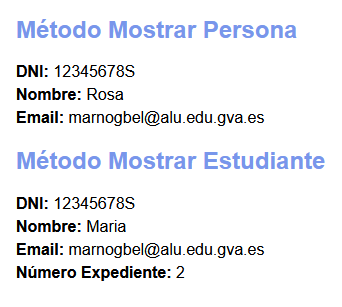 Método Mostrar Persona
DNI: 12345678S
Nombre: Rosa
Email: marnogbel@alu.edu.gva.es
Método Mostrar Estudiante
DNI: 12345678S
Nombre: Maria
Email: marnogbel@alu.edu.gva.es
Número Expediente: 2